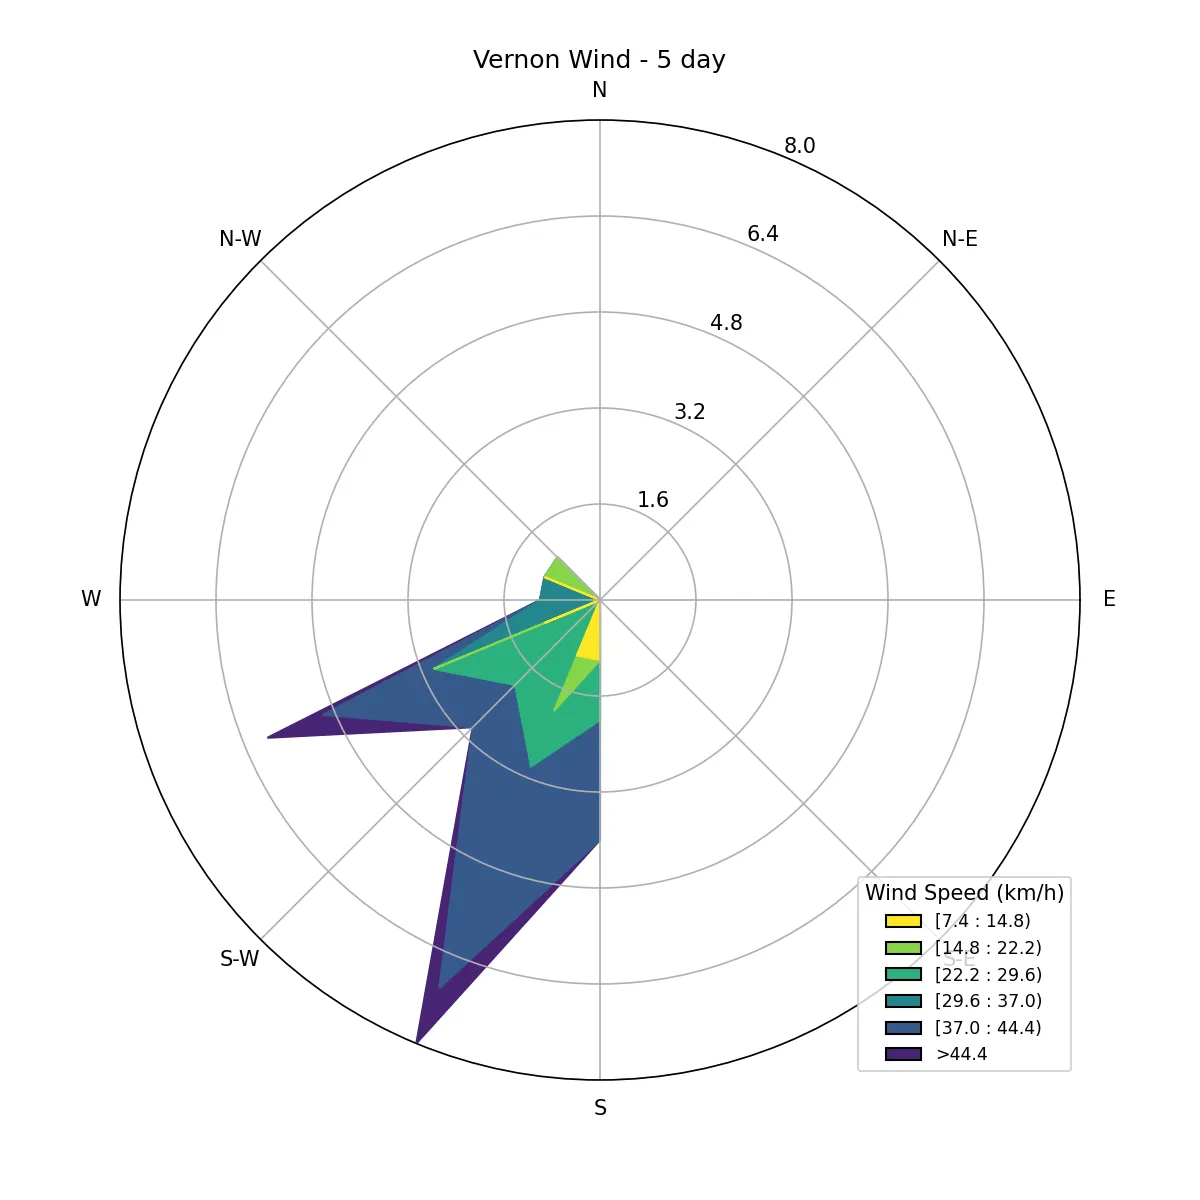 Vernon Wind - 5 day
N
8.0
6.4
N-W
N-E
4.8
3.2
1.6
W
E
S-W
S-E
Wind Speed (km/h)
[7.4 : 14.8)
[14.8 : 22.2)
[22.2 : 29.6)
[29.6 : 37.0)
[37.0 : 44.4)
>44.4
S